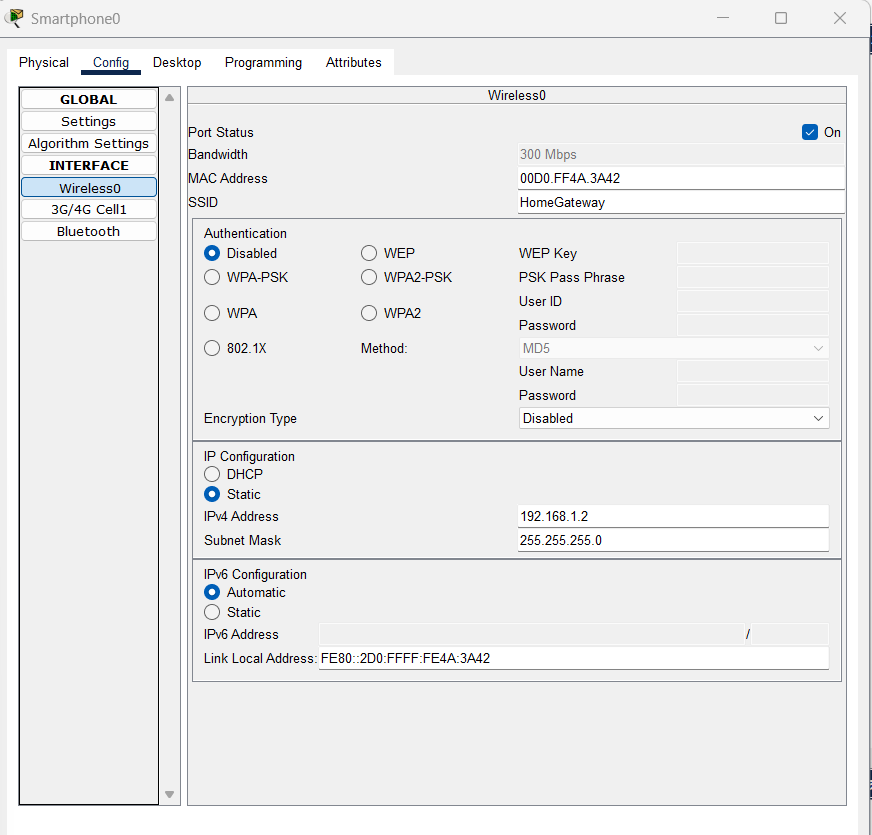 Smartphone0
Physical Config Desktop Programming Attributes
GLOBAL
Settings
Algorithm Settings
INTERFACE
Wireless0
3G/4G Cell1
Bluetooth
Wireless0
Port Status On
Bandwidth 300 Mbps
MAC Address 00D0.FF4A.3A42
SSID HomeGateway
Authentication
Disabled WEP WEP Key
WPA-PSK WPA2-PSK PSK Pass Phrase
User ID
WPA WPA2
Password
802.1X Method: MD5
User Name
Password
Encryption Type Disabled
IP Configuration
DHCP
Static
IPv4 Address 192.168.1.2
Subnet Mask 255.255.255.0
IPv6 Configuration
Automatic
Static
IPv6 Address /
Link Local Address: FE80::2D0:FFFF:FE4A:3A42